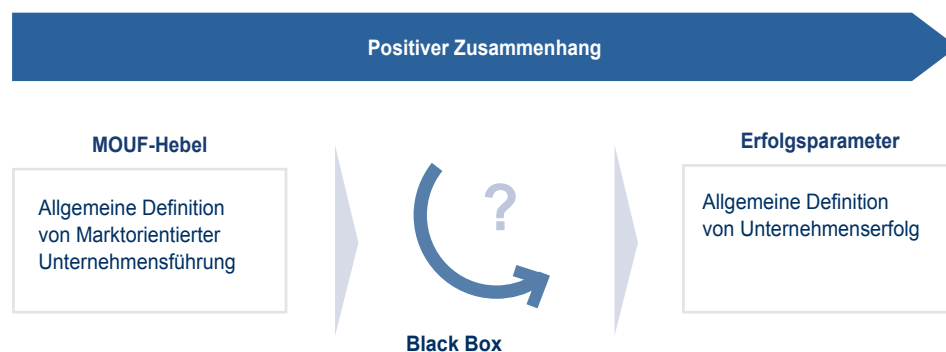 Positiver Zusammenhang
MOUF-Hebel
Allgemeine Definition
von Marktorientierter
Unternehmensführung
?
Black Box
Erfolgsparameter
Allgemeine Definition
von Unternehmenserfolg